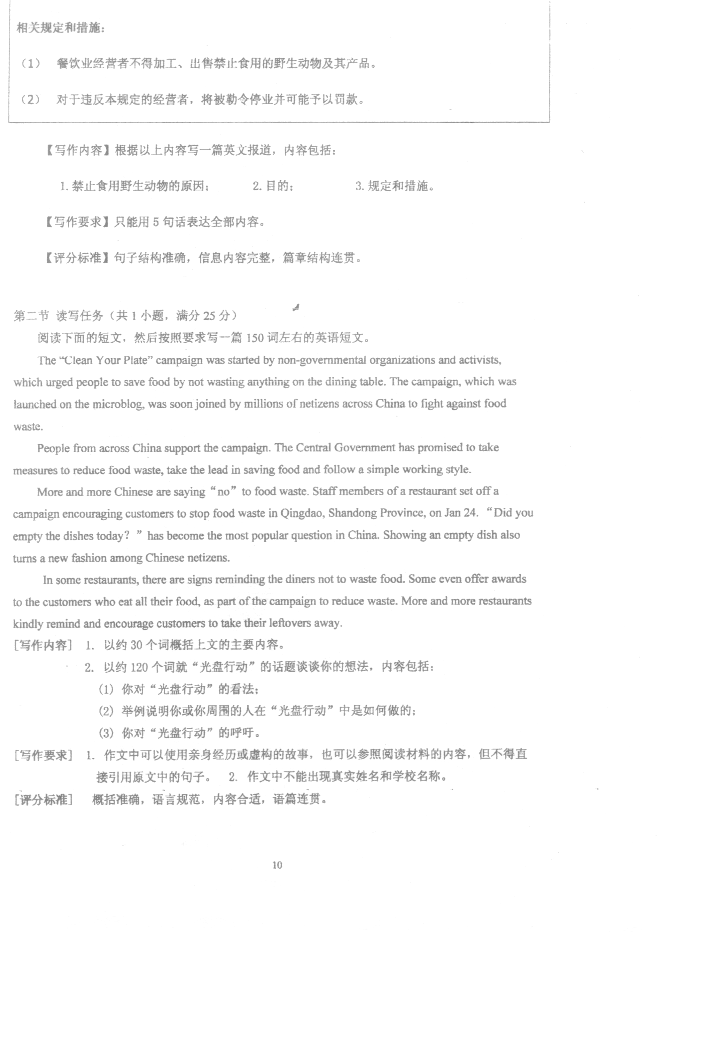 相关规定和措施：
（1） 餐饮业经营者不得加工、出售禁止食用的野生动物及其产品。
（2） 对于违反本规定的经营者，将被勒令停业并可能予以罚款。
【写作内容】根据以上内容写一篇英文报道，内容包括：
1.禁止食用野生动物的原因； 2.目的； 3.规定和措施。
【写作要求】只能用 5 句话表达全部内容。
【评分标准】句子结构准确，信息内容完整，篇章结构连贯。
第二节 读写任务（共 1 小题，满分 25 分）
阅读下面的短文，然后按照要求写一篇 150 词左右的英语短文。
The “Clean Your Plate” campaign was started by non-governmental organizations and activists,
which urged people to save food by not wasting anything on the dining table. The campaign, which was
launched on the microblog, was soon joined by millions of netizens across China to fight against food
waste.
People from across China support the campaign. The Central Government has promised to take
measures to reduce food waste, take the lead in saving food and follow a simple working style.
More and more Chinese are saying “no” to food waste. Staff members of a restaurant set off a
campaign encouraging customers to stop food waste in Qingdao, Shandong Province, on Jan 24. “Did you
empty the dishes today？” has become the most popular question in China. Showing an empty dish also
turns a new fashion among Chinese netizens.
In some restaurants, there are signs reminding the diners not to waste food. Some even offer awards
to the customers who eat all their food, as part of the campaign to reduce waste. More and more restaurants
kindly remind and encourage customers to take their leftovers away.
[写作内容] 1. 以约 30 个词概括上文的主要内容。
2. 以约 120 个词就“光盘行动”的话题谈谈你的想法，内容包括：
(1) 你对“光盘行动”的看法；
(2) 举例说明你或你周围的人在“光盘行动”中是如何做的；
(3) 你对“光盘行动”的呼吁。
[写作要求] 1. 作文中可以使用亲身经历或虚构的故事，也可以参照阅读材料的内容，但不得直
接引用原文中的句子。 2. 作文中不能出现真实姓名和学校名称。
[评分标准] 概括准确，语言规范，内容合适，语篇连贯。
10